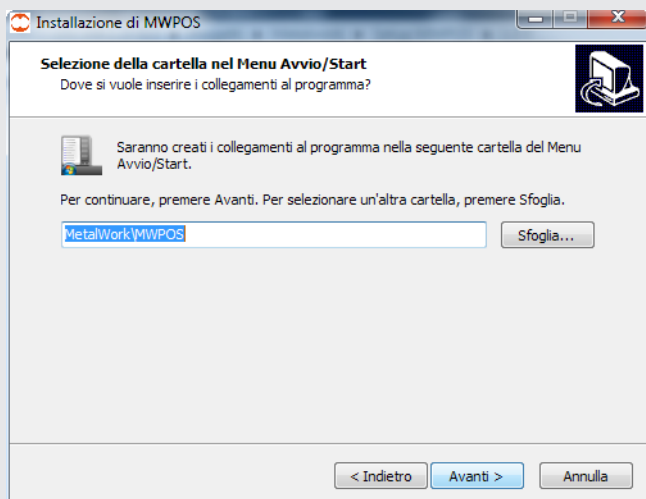 Installazione di MWPOS
Selezione della cartella nel Menu Avvio/Start
Dove si vuole inserire i collegamenti al programma?
Saranno creati i collegamenti al programma nella seguente cartella del Menu
Avvio/Start.
Per continuare, premere Avanti. Per selezionare un'altra cartella, premere Sfoglia.
MetalWork\MWPOS
Sfoglia...
< Indietro
Avanti >
Annulla